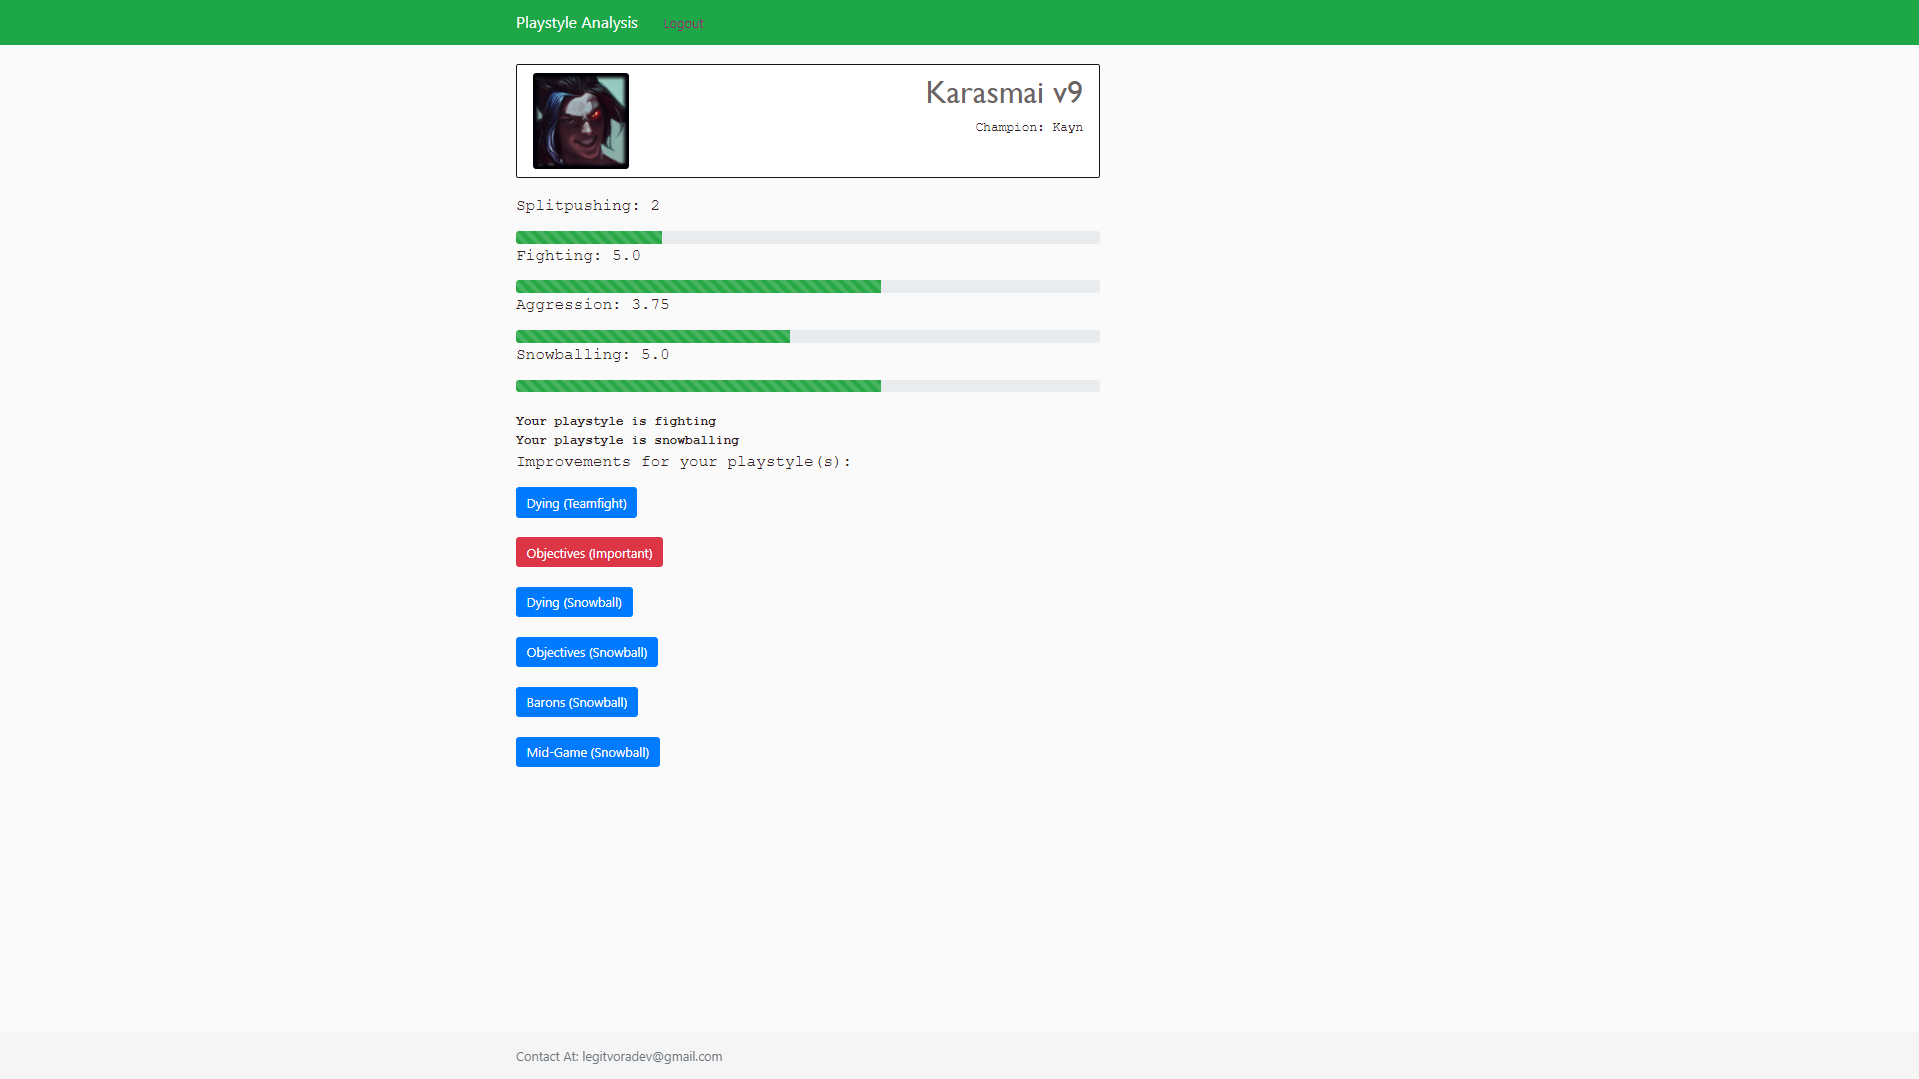 Playstyle Analysis Logout
Karasmai v9
Champion: Kayn
Splitpushing: 2
Fighting: 5.0
Aggression: 3.75
Snowballing: 5.0
Your playstyle is fighting
Your playstyle is snowballing
Improvements for your playstyle(s):
Dying (Teamfight)
Objectives (Important)
Dying (Snowball)
Objectives (Snowball)
Barons (Snowball)
Mid-Game (Snowball)
Contact At: legitvoradev@gmail.com